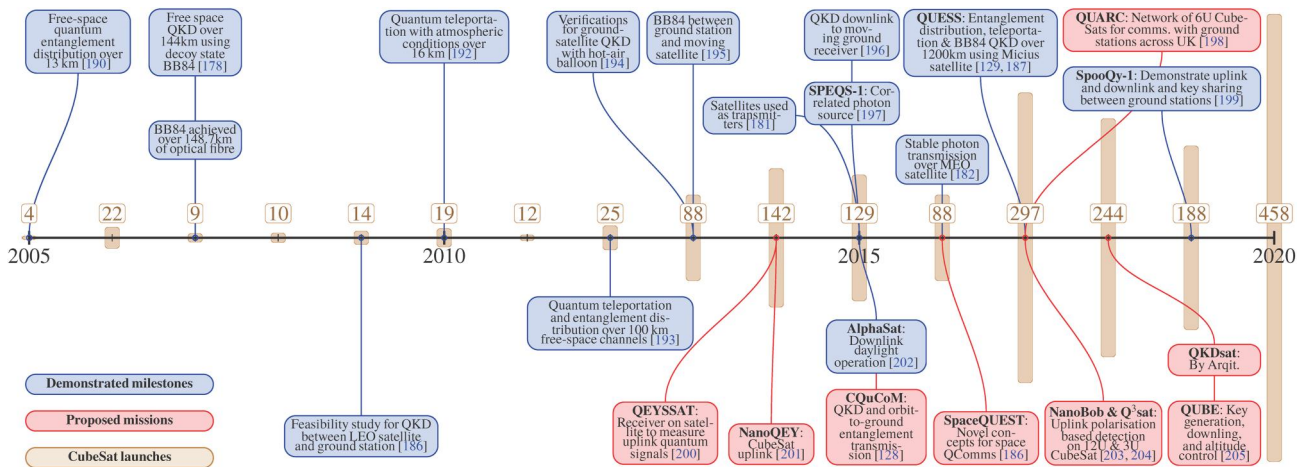 Free-space
quantum
entanglement
distribution over
13 km [190]
Free space
QKD over
144km using
decoy state
BB84 [178]
BB84 achieved
over 148.7km
of optical fibre
Quantum teleporta-
tion with atmospheric
conditions over
16 km [192]
Verifications
for ground-
satellite QKD
with hot-air
balloon [194]
BB84 between
ground station
and moving
satellite [195]
QKD downlink
to mov-
ing ground
receiver [196]
SPEQS-1: Cor-
related photon
source [197]
Satellites used
as transmit-
ters [181]
QUESS: Entanglement
distribution, teleporta-
tion & BB84 QKD over
1200km using Micius
satellite [129, 187]
Stable photon
transmission
over MEO
satellite [182]
QUARC: Network of 6U Cube-
Sats for comms. with ground
stations across UK [198]
SpooQy-1: Demonstrate uplink
and downlink and key sharing
between ground stations [199]
4 22 9 10 14 19 12 25 88 142 129 88 297 244 188 458
2005 2010 2015 2020
Feasibility study for QKD
between LEO satellite
and ground station [186]
Quantum teleportation
and entanglement dis-
tribution over 100 km
free-space channels [193]
QEYSSAT:
Receiver on satel-
lite to measure
uplink quantum
signals [200]
NanoQEY:
CubeSat
uplink [201]
AlphaSat:
Downlink
daylight
operation [202]
CQuCoM:
QKD and orbit-
to-ground
entanglement
transmis-
sion [128]
SpaceQUEST:
Novel con-
cepts for space
QComms [186]
NanoBob & Q³sat:
Uplink polarisation
based detection
on 12U & 3U
CubeSat [203, 204]
QKDsat:
By Arqit.
QUBE: Key
generation,
downling,
and altitude
control [205]
Demonstrated milestones
Proposed missions
CubeSat launches